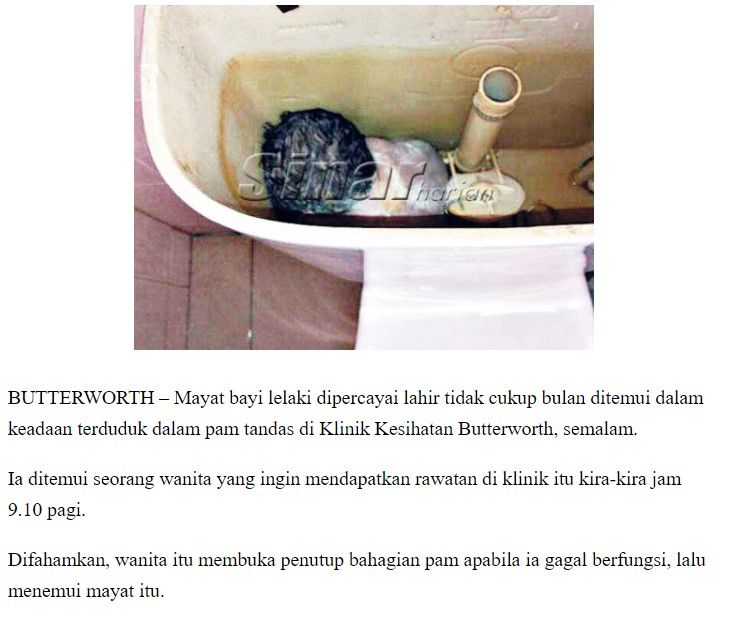 Sinar
harian
BUTTERWORTH – Mayat bayi lelaki dipercayai lahir tidak cukup bulan ditemui dalam
keadaan terduduk dalam pam tandas di Klinik Kesihatan Butterworth, semalam.
Ia ditemui seorang wanita yang ingin mendapatkan rawatan di klinik itu kira-kira jam
9.10 pagi.
Difahamkan, wanita itu membuka penutup bahagian pam apabila ia gagal berfungsi, lalu
menemui mayat itu.